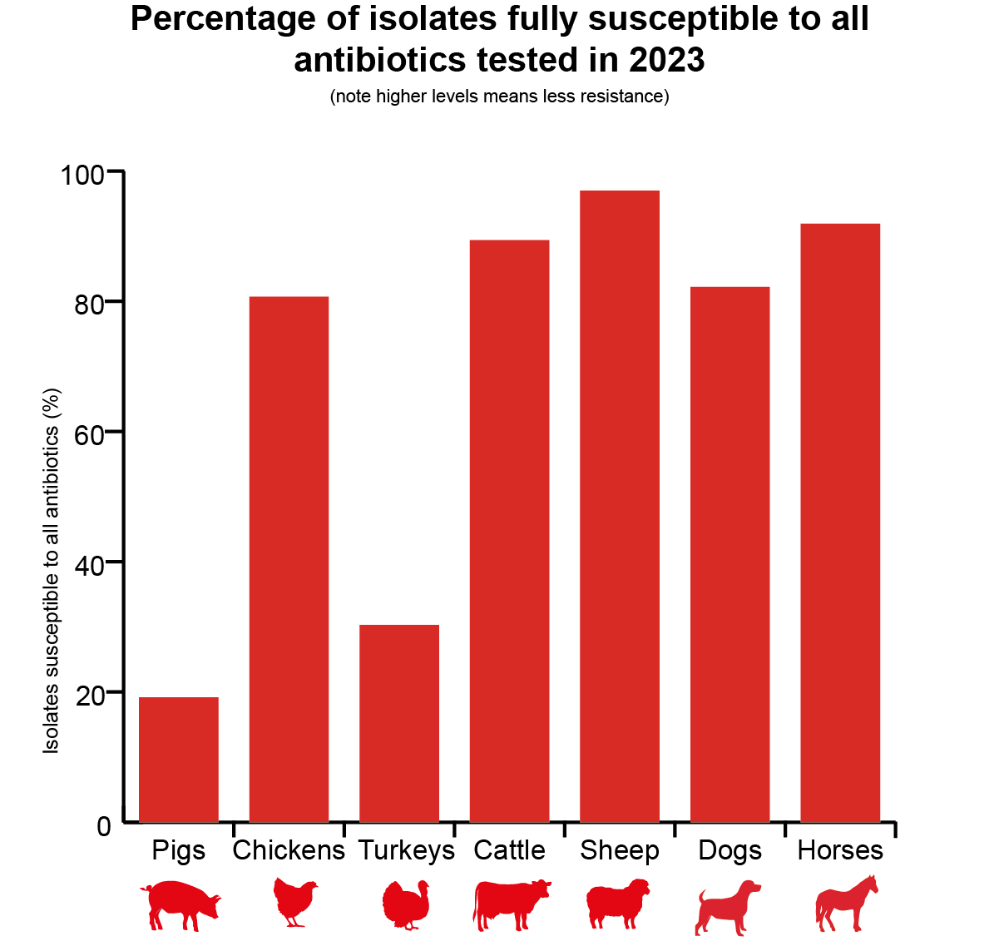 Percentage of isolates fully susceptible to all
antibiotics tested in 2023
(note higher levels means less resistance)
100
80
60
40
20
0
Isolates susceptible to all antibiotics (%)
Pigs Chickens Turkeys Cattle Sheep Dogs Horses